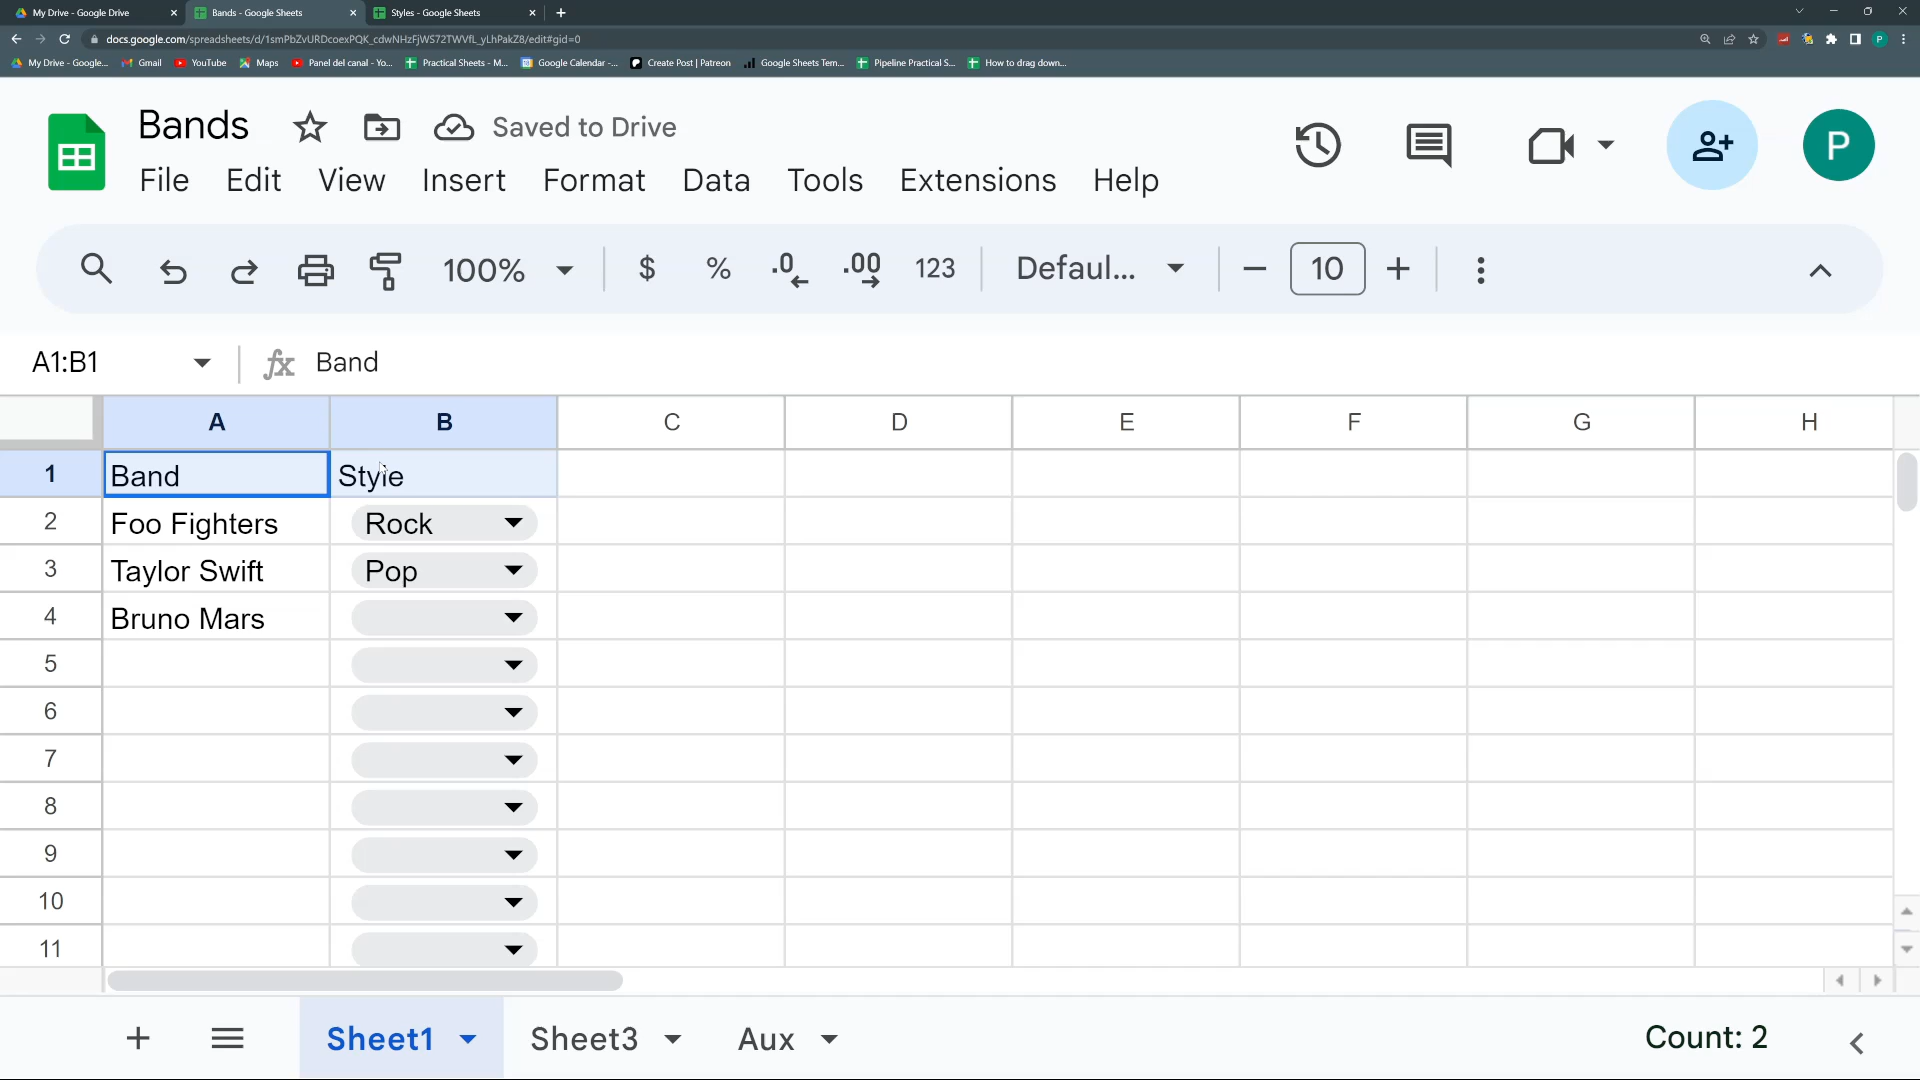 My Drive - Google Drive
Bands - Google Sheets
Styles - Google Sheets
docs.google.com/spreadsheets/d/1smPbZvURDcoexPQK_cdwNHzFjWS72TWVfL_yLhPakZ8/edit#gid=0
My Drive - Google... Gmail YouTube Maps Panel del canal - Yo... Practical Sheets - M... Google Calendar -... Create Post | Patreon Google Sheets Tem... Pipeline Practical S... How to drag down...
Bands Saved to Drive
File Edit View Insert Format Data Tools Extensions Help
P
100% $ % .0 .00 123 Defaul... 10
A1:B1 fx Band
A B C D E F G H
1 Band Style
2 Foo Fighters Rock
3 Taylor Swift Pop
4 Bruno Mars
5
6
7
8
9
10
11
Sheet1 Sheet3 Aux Count: 2